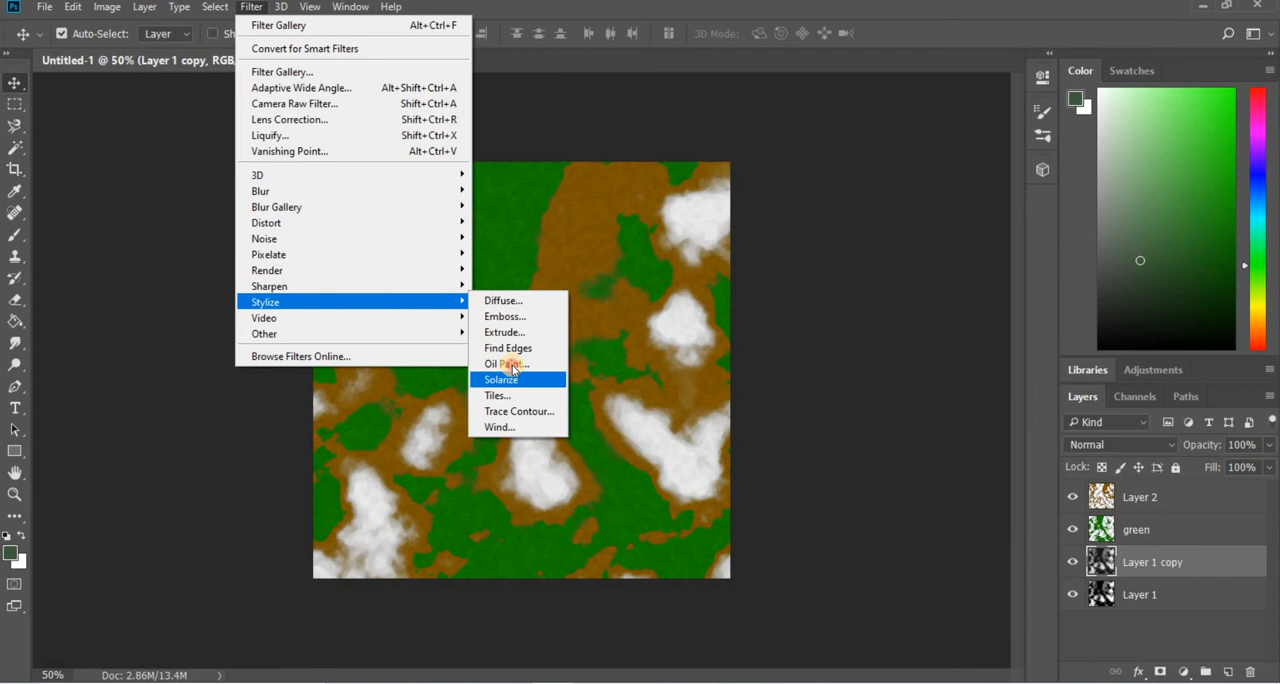 Ps File Edit Image Layer Type Select Filter 3D View Window Help
Auto-Select: Layer 3D Mode:
Untitled-1 @ 50% (Layer 1 copy, RGB
Filter Gallery Alt+Ctrl+F
Convert for Smart Filters
Filter Gallery...
Adaptive Wide Angle... Alt+Shift+Ctrl+A
Camera Raw Filter... Shift+Ctrl+A
Lens Correction... Shift+Ctrl+R
Liquify... Shift+Ctrl+X
Vanishing Point... Alt+Ctrl+V
3D
Blur
Blur Gallery
Distort
Noise
Pixelate
Render
Sharpen
Stylize
Video
Other
Browse Filters Online...
Diffuse...
Emboss...
Extrude...
Find Edges
Oil Paint...
Solarize
Tiles...
Trace Contour...
Wind...
Color Swatches
Libraries Adjustments
Layers Channels Paths
Kind
Normal Opacity: 100%
Lock: Fill: 100%
Layer 2
green
Layer 1 copy
Layer 1
50% Doc: 2.86M/13.4M